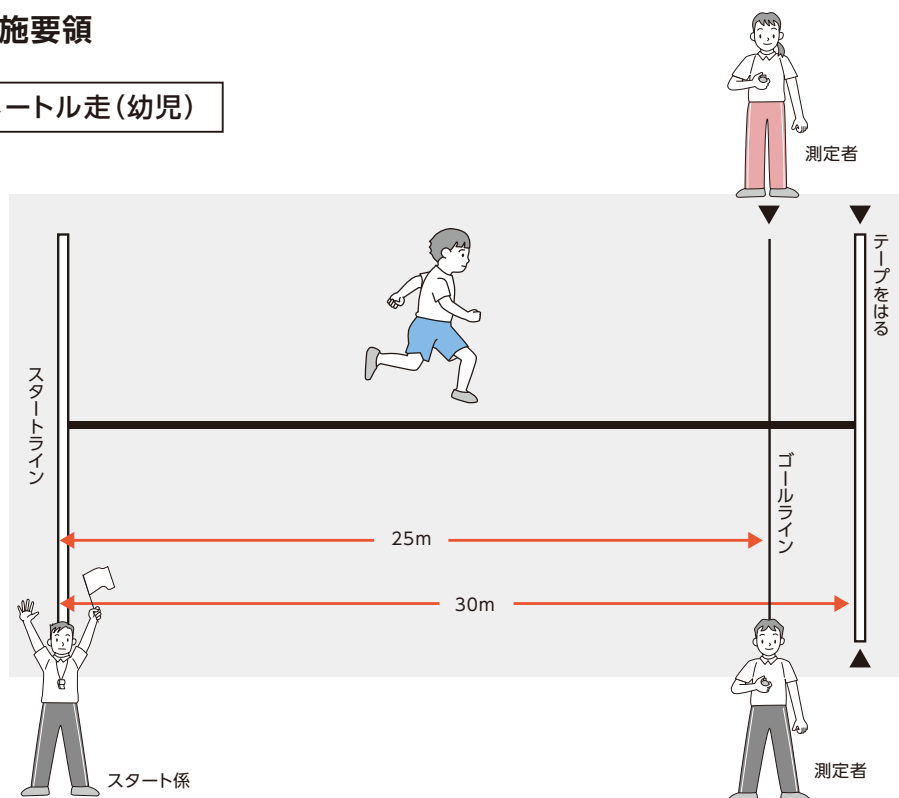 施要領
ートル走（幼児）
測定者
テープをはる
スタートライン
ゴールライン
25m
30m
スタート係
測定者